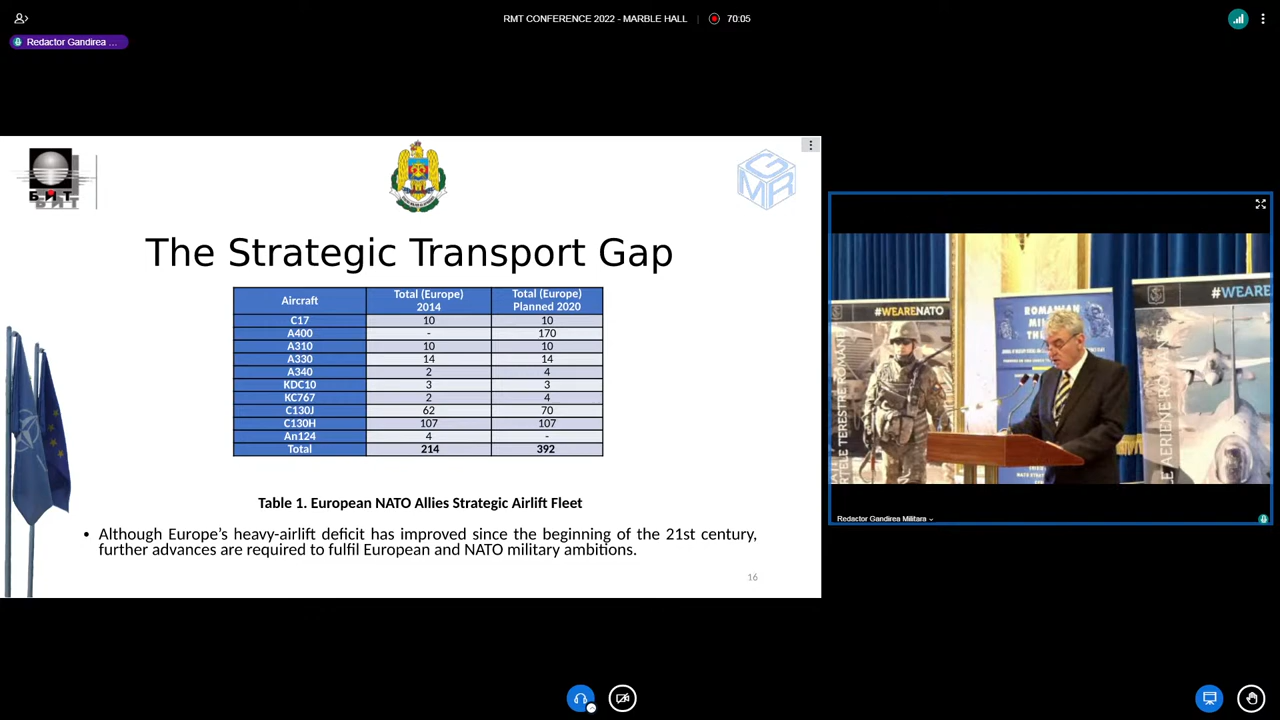 RMT CONFERENCE 2022 - MARBLE HALL
70:05
Redactor Gandirea ...
БИТ
GMR
The Strategic Transport Gap
Aircraft Total (Europe) 2014 Total (Europe) Planned 2020
C17 10 10
A400 - 170
A310 10 10
A330 14 14
A340 2 4
KDC10 3 3
KC767 2 4
C130J 62 70
C130H 107 107
An124 4 -
Total 214 392
Table 1. European NATO Allies Strategic Airlift Fleet
• Although Europe’s heavy-airlift deficit has improved since the beginning of the 21st century,
further advances are required to fulfil European and NATO military ambitions.
16
#WEARENATO
ROMANIAN
#WEARE
Redactor Gandirea Militara